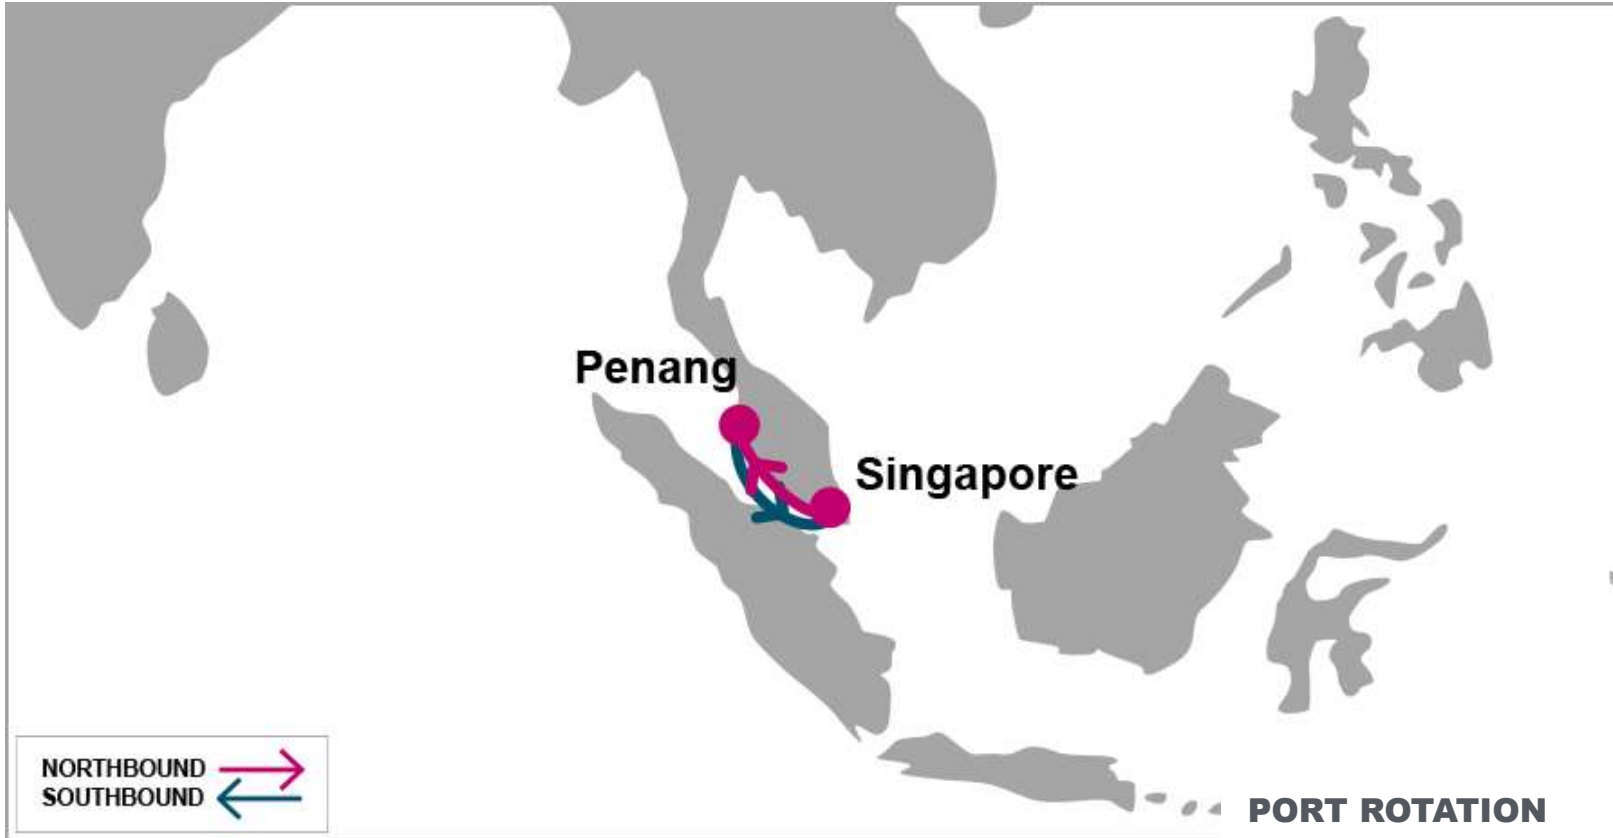 Penang
Singapore
NORTHBOUND
SOUTHBOUND
PORT ROTATION